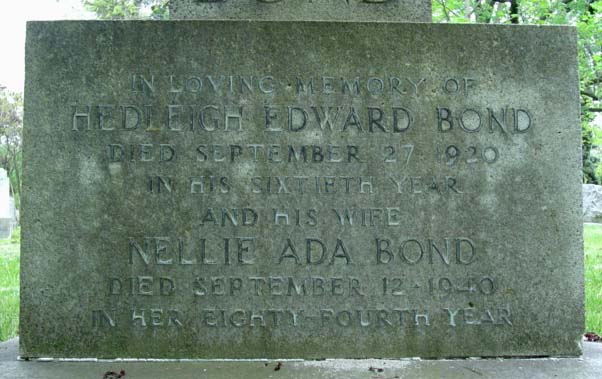 BOND
IN LOVING MEMORY OF
HEDLEIGH EDWARD BOND
DIED SEPTEMBER 27 1920
IN HIS SIXTIETH YEAR
AND HIS WIFE
NELLIE ADA BOND
DIED SEPTEMBER 12 - 1940
IN HER EIGHTY-FOURTH YEAR